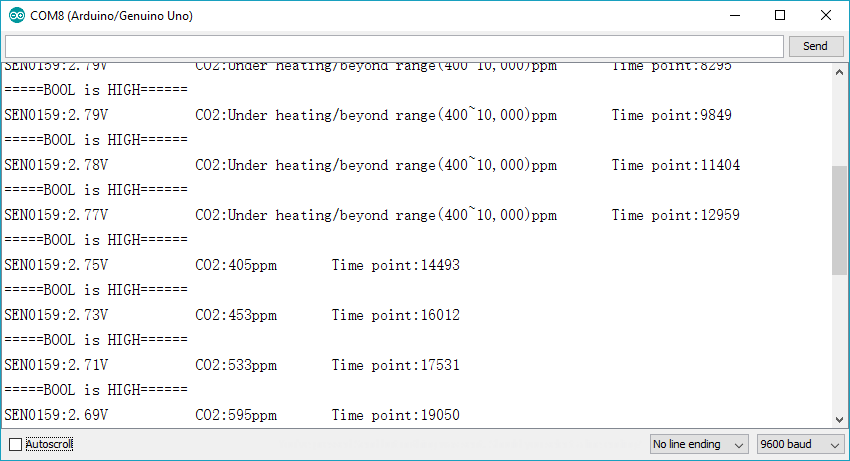 COM8 (Arduino/Genuino Uno)
Send
SEN0159:2.79V CO2:Under heating/beyond range(400~10,000)ppm Time point:8295
=====BOOL is HIGH======
SEN0159:2.79V CO2:Under heating/beyond range(400~10,000)ppm Time point:9849
=====BOOL is HIGH======
SEN0159:2.78V CO2:Under heating/beyond range(400~10,000)ppm Time point:11404
=====BOOL is HIGH======
SEN0159:2.77V CO2:Under heating/beyond range(400~10,000)ppm Time point:12959
=====BOOL is HIGH======
SEN0159:2.75V CO2:405ppm Time point:14493
=====BOOL is HIGH======
SEN0159:2.73V CO2:453ppm Time point:16012
=====BOOL is HIGH======
SEN0159:2.71V CO2:533ppm Time point:17531
=====BOOL is HIGH======
SEN0159:2.69V CO2:595ppm Time point:19050
Autoscroll No line ending 9600 baud